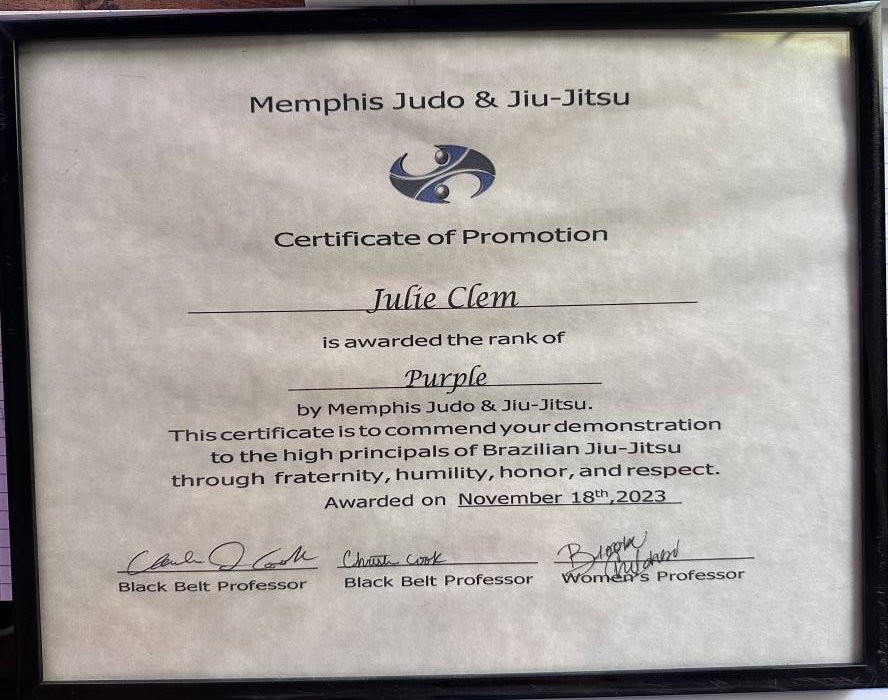 Memphis Judo & Jiu-Jitsu
Certificate of Promotion
Julie Clem
is awarded the rank of
Purple
by Memphis Judo & Jiu-Jitsu.
This certificate is to commend your demonstration
to the high principals of Brazilian Jiu-Jitsu
through fraternity, humility, honor, and respect.
Awarded on November 18th,2023
Cook Cook
Black Belt Professor Black Belt Professor Women's Professor